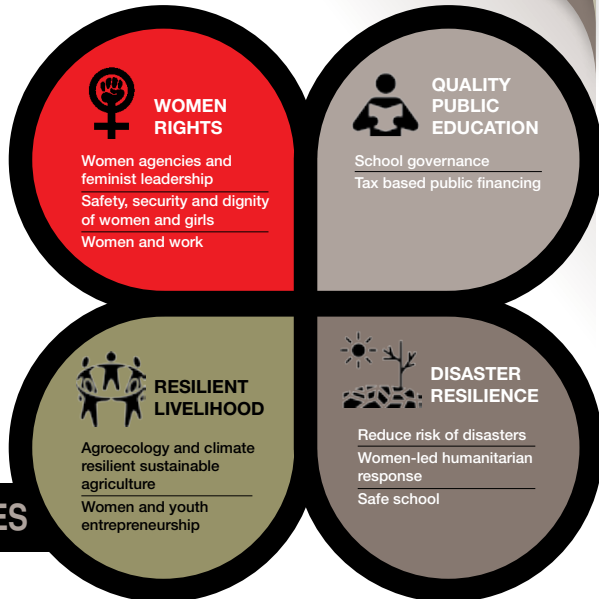 WOMEN
RIGHTS
Women agencies and
feminist leadership
Safety, security and dignity
of women and girls
Women and work
QUALITY
PUBLIC
EDUCATION
School governance
Tax based public financing
RESILIENT
LIVELIHOOD
Agroecology and climate
resilient sustainable
agriculture
Women and youth
entrepreneurship
DISASTER
RESILIENCE
Reduce risk of disasters
Women-led humanitarian
response
Safe school
ES